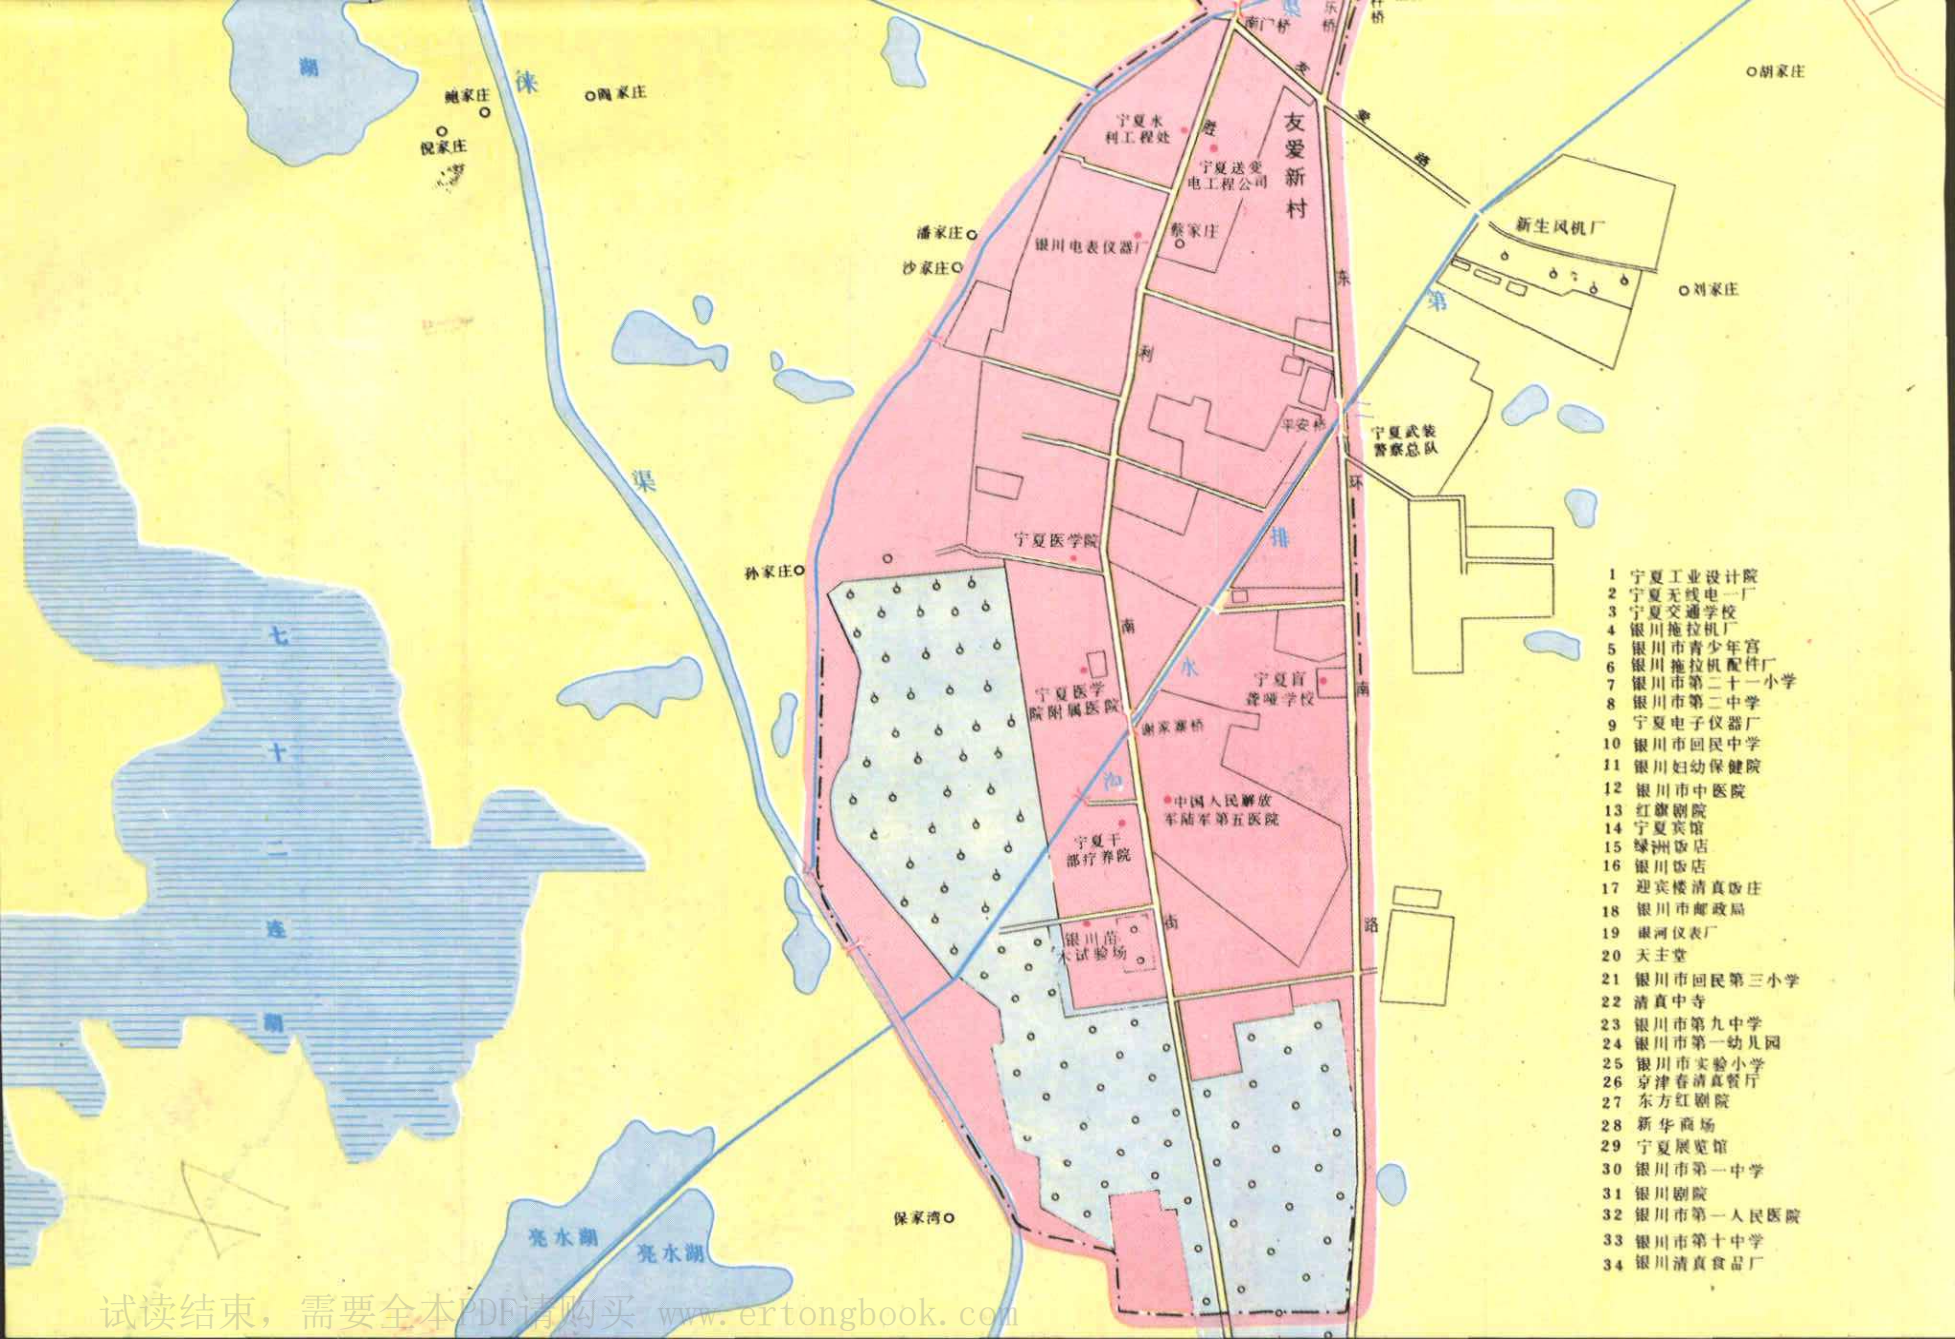 湖
鲍家庄
倪家庄
阎家庄
徕
渠
南门桥
乐桥
渠
友
爱
路
胡家庄
宁夏水
利工程处
胜
宁夏送变
电工程公司
友爱新村
潘家庄
沙家庄
银川电表仪器厂
蔡家庄
新生风机厂
刘家庄
东
第
利
平安桥
宁夏武装
警察总队
环
排
宁夏医学院
孙家庄
南
水
宁夏盲
聋哑学校
南
宁夏医学
院附属医院
谢家寨桥
沟
中国人民解放
军陆军第五医院
宁夏干
部疗养院
街
路
银川苗
木试验场
七
十
二
连
湖
保家湾
亮水湖
亮水湖
1 宁夏工业设计院
2 宁夏无线电一厂
3 宁夏交通学校
4 银川拖拉机厂
5 银川市青少年宫
6 银川拖拉机配件厂
7 银川市第二十一小学
8 银川市第二中学
9 宁夏电子仪器厂
10 银川市回民中学
11 银川妇幼保健院
12 银川市中医院
13 红旗剧院
14 宁夏宾馆
15 绿洲饭店
16 银川饭店
17 迎宾楼清真饭庄
18 银川市邮政局
19 银河仪表厂
20 天主堂
21 银川市回民第三小学
22 清真中寺
23 银川市第九中学
24 银川市第一幼儿园
25 银川市实验小学
26 京津春清真餐厅
27 东方红剧院
28 新华商场
29 宁夏展览馆
30 银川市第一中学
31 银川剧院
32 银川市第一人民医院
33 银川市第十中学
34 银川清真食品厂
试读结束，需要全本PDF请购买 www.ertongbook.com